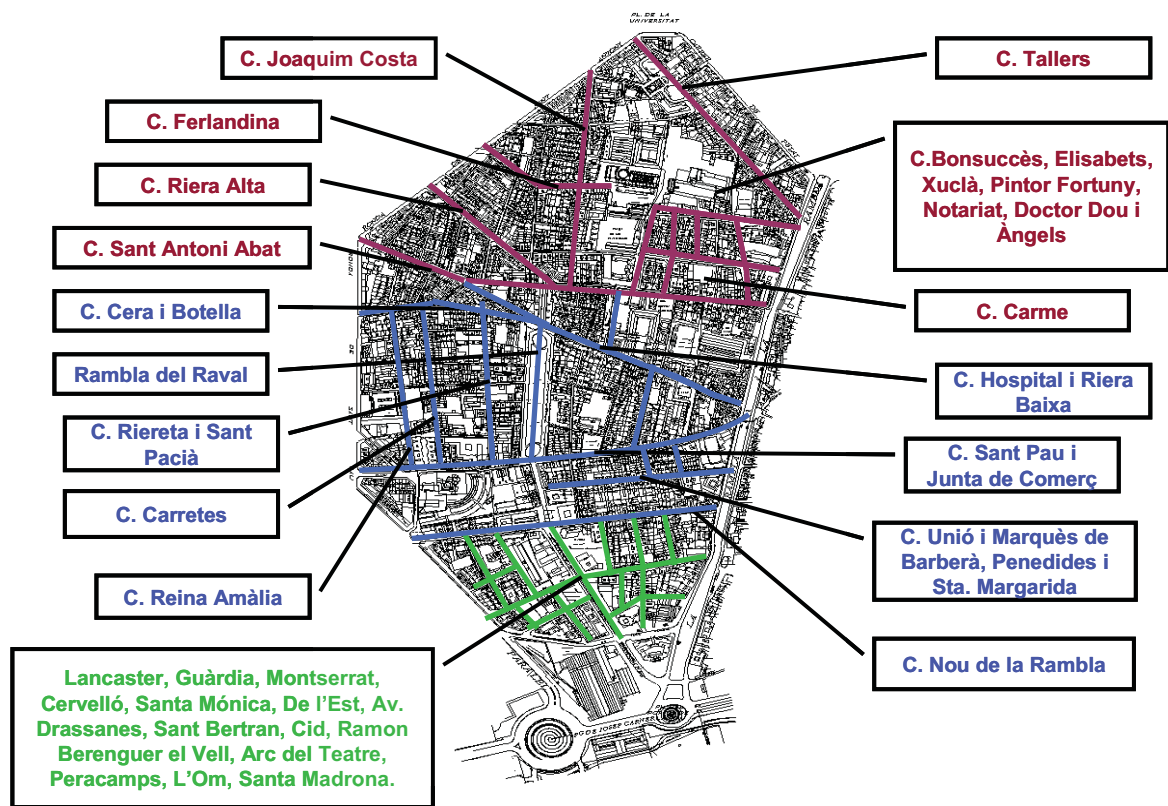 PL. DE LA
UNIVERSITAT
C. Joaquim Costa
C. Tallers
C. Ferlandina
C.Bonsuccès, Elisabets,
Xuclà, Pintor Fortuny,
Notariat, Doctor Dou i
Àngels
C. Riera Alta
C. Sant Antoni Abat
C. Cera i Botella
C. Carme
Rambla del Raval
C. Hospital i Riera
Baixa
C. Riereta i Sant
Pacià
C. Sant Pau i
Junta de Comerç
C. Carretes
C. Unió i Marquès de
Barberà, Penedides i
Sta. Margarida
C. Reina Amàlia
C. Nou de la Rambla
Lancaster, Guàrdia, Montserrat,
Cervelló, Santa Mónica, De l'Est, Av.
Drassanes, Sant Bertran, Cid, Ramon
Berenguer el Vell, Arc del Teatre,
Peracamps, L'Om, Santa Madrona.
LA
DE JOSEP CARNER